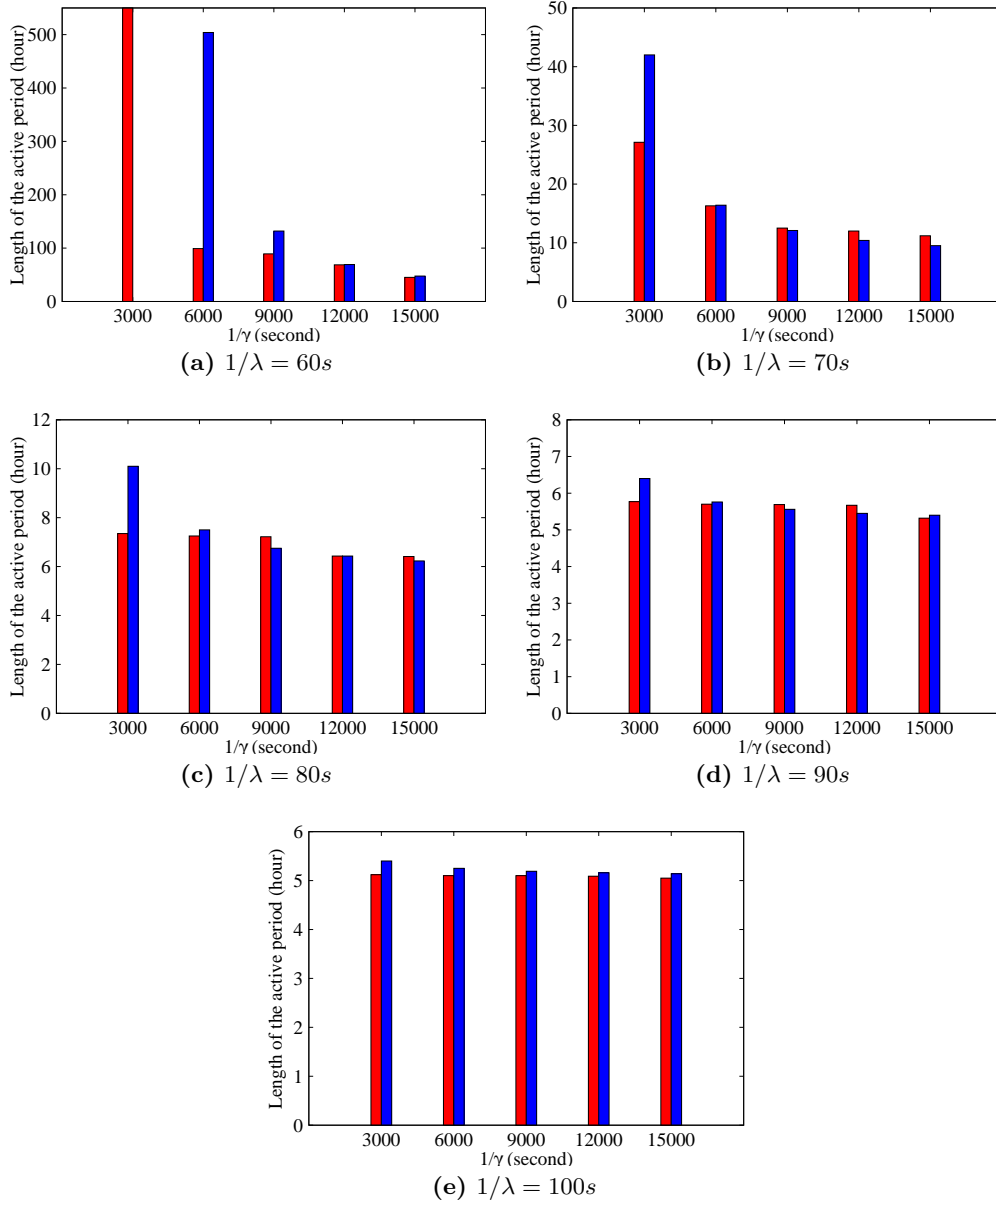 Length of the active period (hour)
500
400
300
200
100
0
3000 6000 9000 12000 15000
1/γ (second)
(a) 1/λ = 60s
Length of the active period (hour)
50
40
30
20
10
0
3000 6000 9000 12000 15000
1/γ (second)
(b) 1/λ = 70s
Length of the active period (hour)
12
10
8
6
4
2
0
3000 6000 9000 12000 15000
1/γ (second)
(c) 1/λ = 80s
Length of the active period (hour)
8
7
6
5
4
3
2
1
0
3000 6000 9000 12000 15000
1/γ (second)
(d) 1/λ = 90s
Length of the active period (hour)
6
5
4
3
2
1
0
3000 6000 9000 12000 15000
1/γ (second)
(e) 1/λ = 100s